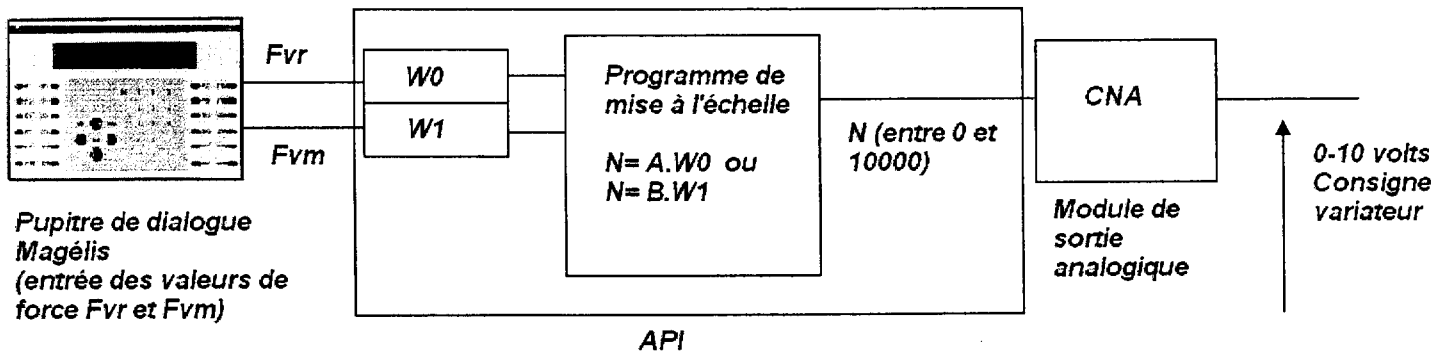 Fvr
Fvm
W0
W1
Programme de
mise à l'échelle
N= A.W0 ou
N= B.W1
N (entre 0 et
10000)
CNA
0-10 volts
Consigne
variateur
Pupitre de dialogue
Magélis
(entrée des valeurs de
force Fvr et Fvm)
Module de
sortie
analogique
API